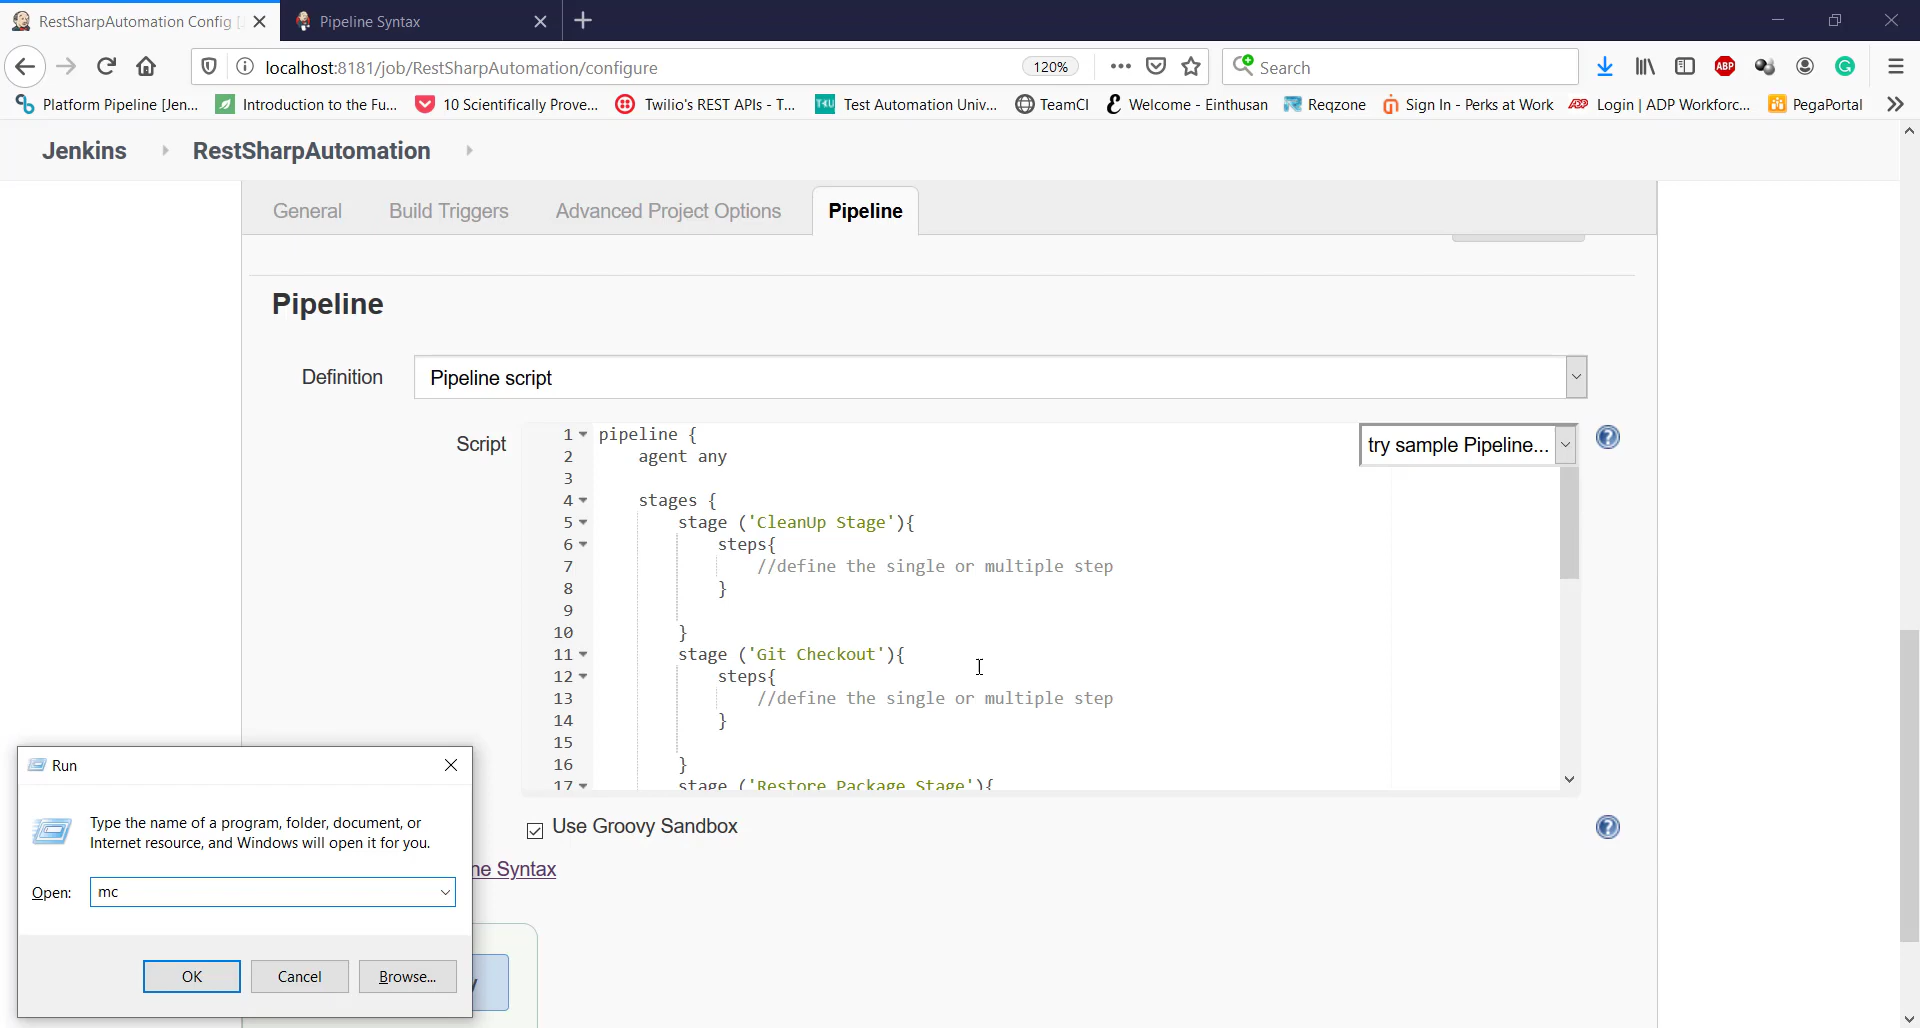 RestSharpAutomation Config [
Pipeline Syntax
localhost:8181/job/RestSharpAutomation/configure
120%
Search
ABP
Platform Pipeline [Jen...
Introduction to the Fu...
10 Scientifically Prove...
Twilio's REST APIs - T...
TAU
Test Automation Univ...
TeamCI
Welcome - Einthusan
Reqzone
Sign In - Perks at Work
Login | ADP Workforc...
PegaPortal
Jenkins
RestSharpAutomation
General
Build Triggers
Advanced Project Options
Pipeline
Pipeline
Definition
Pipeline script
Script
try sample Pipeline...
1 pipeline {
2 agent any
3
4 stages {
5 stage ('CleanUp Stage'){
6 steps{
7 //define the single or multiple step
8 }
9
10 }
11 stage ('Git Checkout'){
12 steps{
13 //define the single or multiple step
14 }
15
16 }
17 stage ('Restore Package Stage'){
Use Groovy Sandbox
ne Syntax
Run
Type the name of a program, folder, document, or
Internet resource, and Windows will open it for you.
Open:
mc
OK
Cancel
Browse...